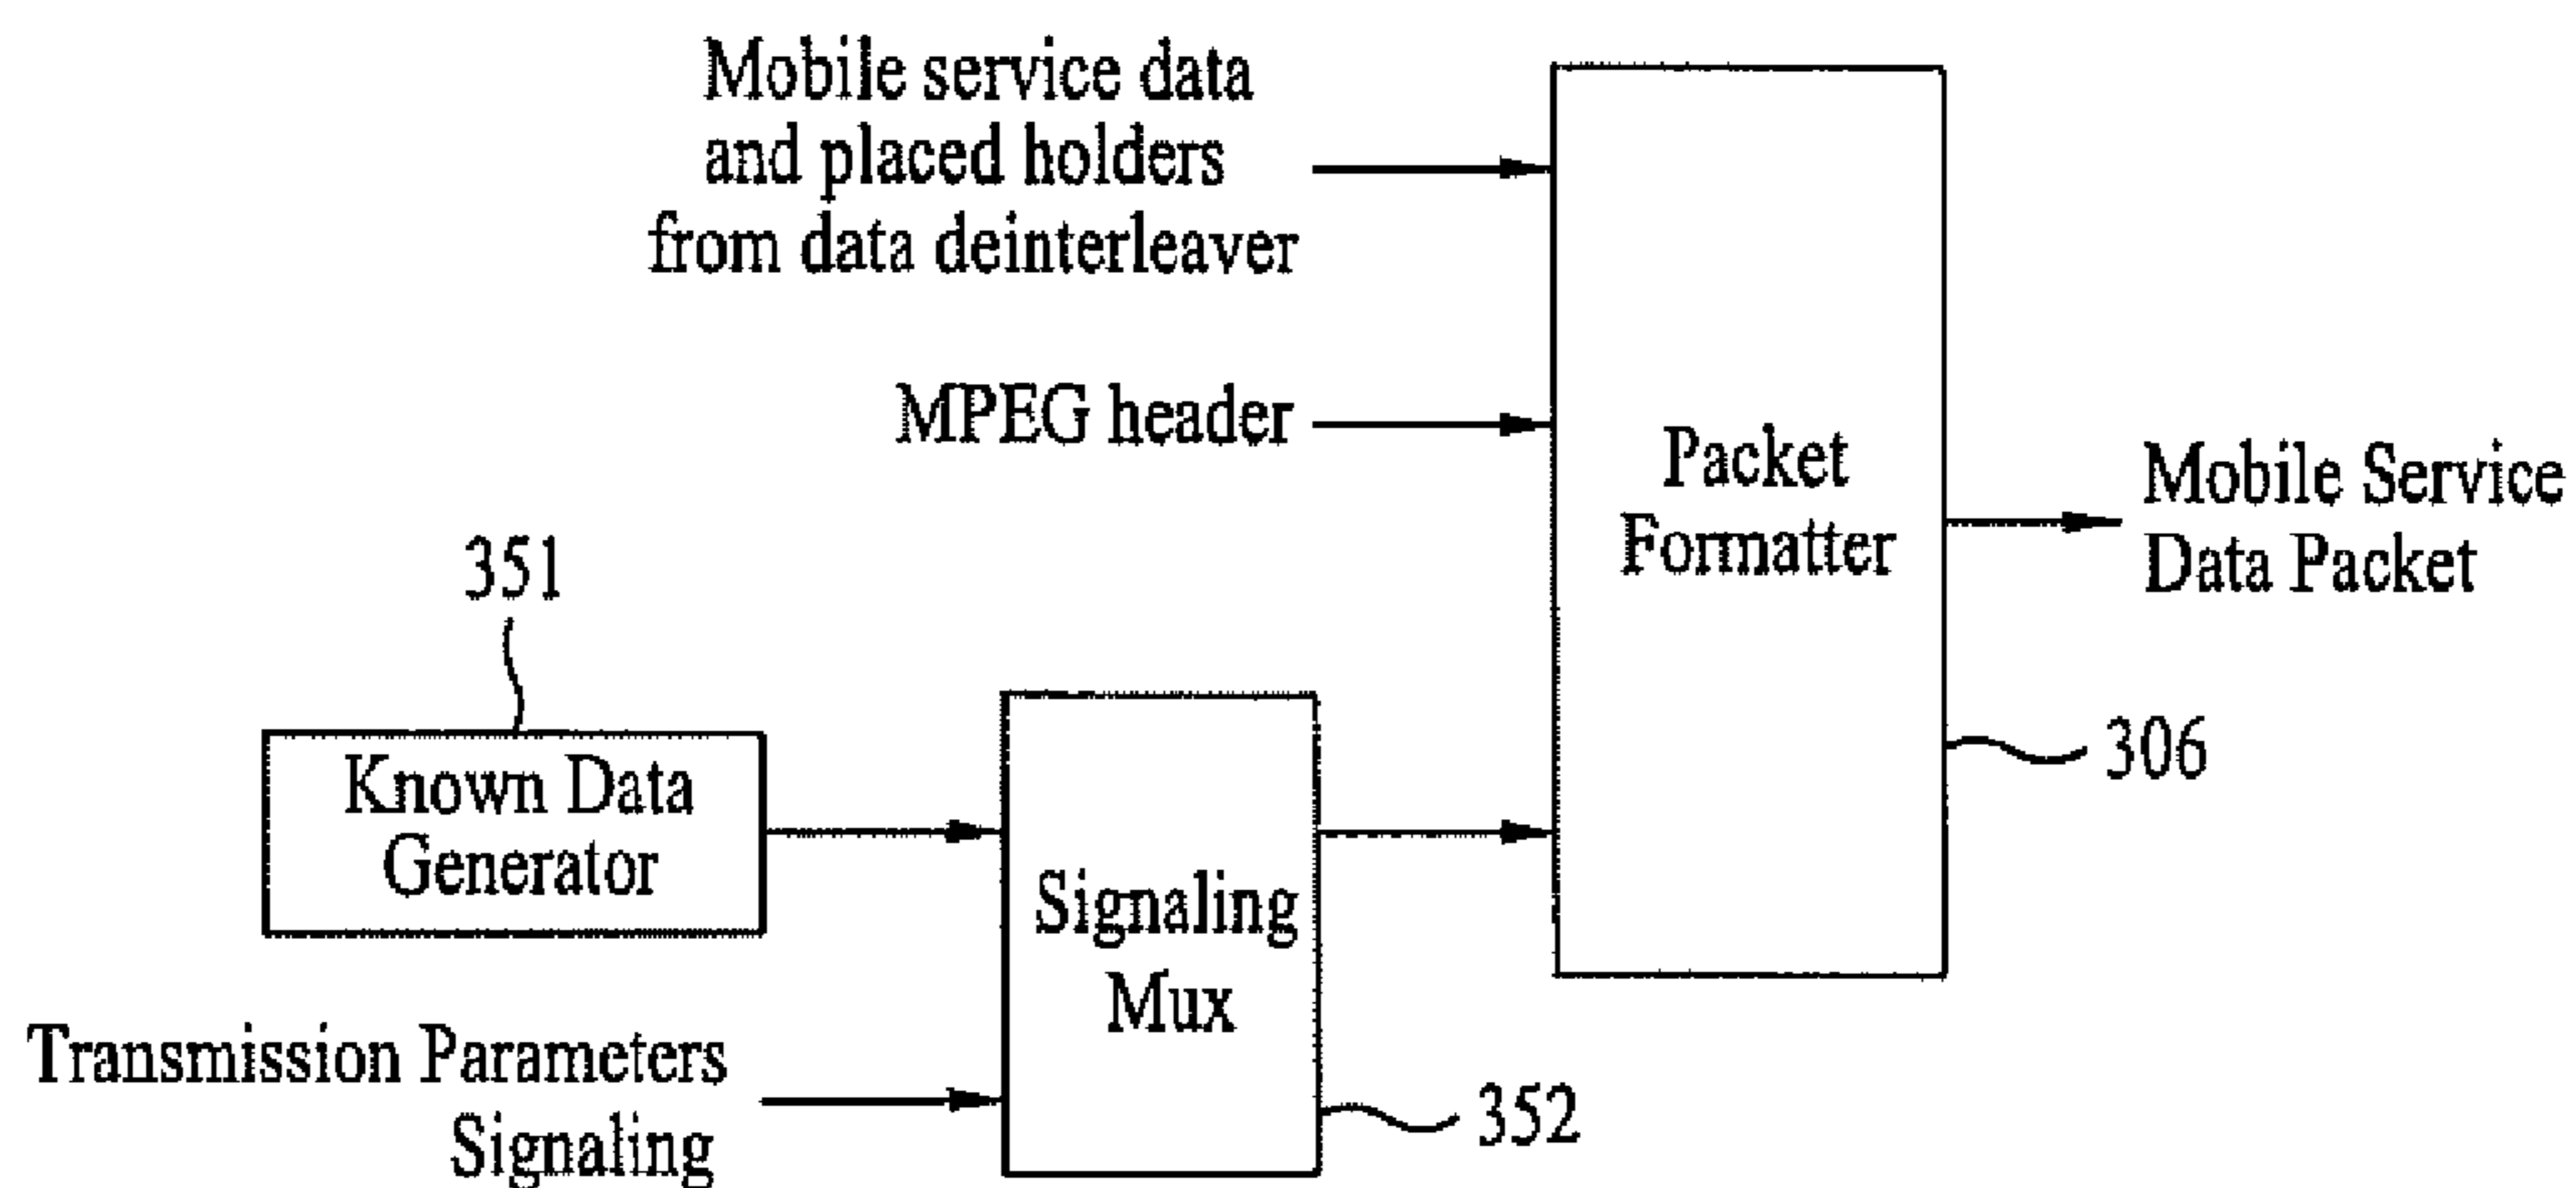 Mobile service data
and placed holders
from data deinterleaver
MPEG header
Packet
Formatter
Mobile Service
Data Packet
351
306
Known Data
Generator
Signaling
Mux
Transmission Parameters
Signaling
352